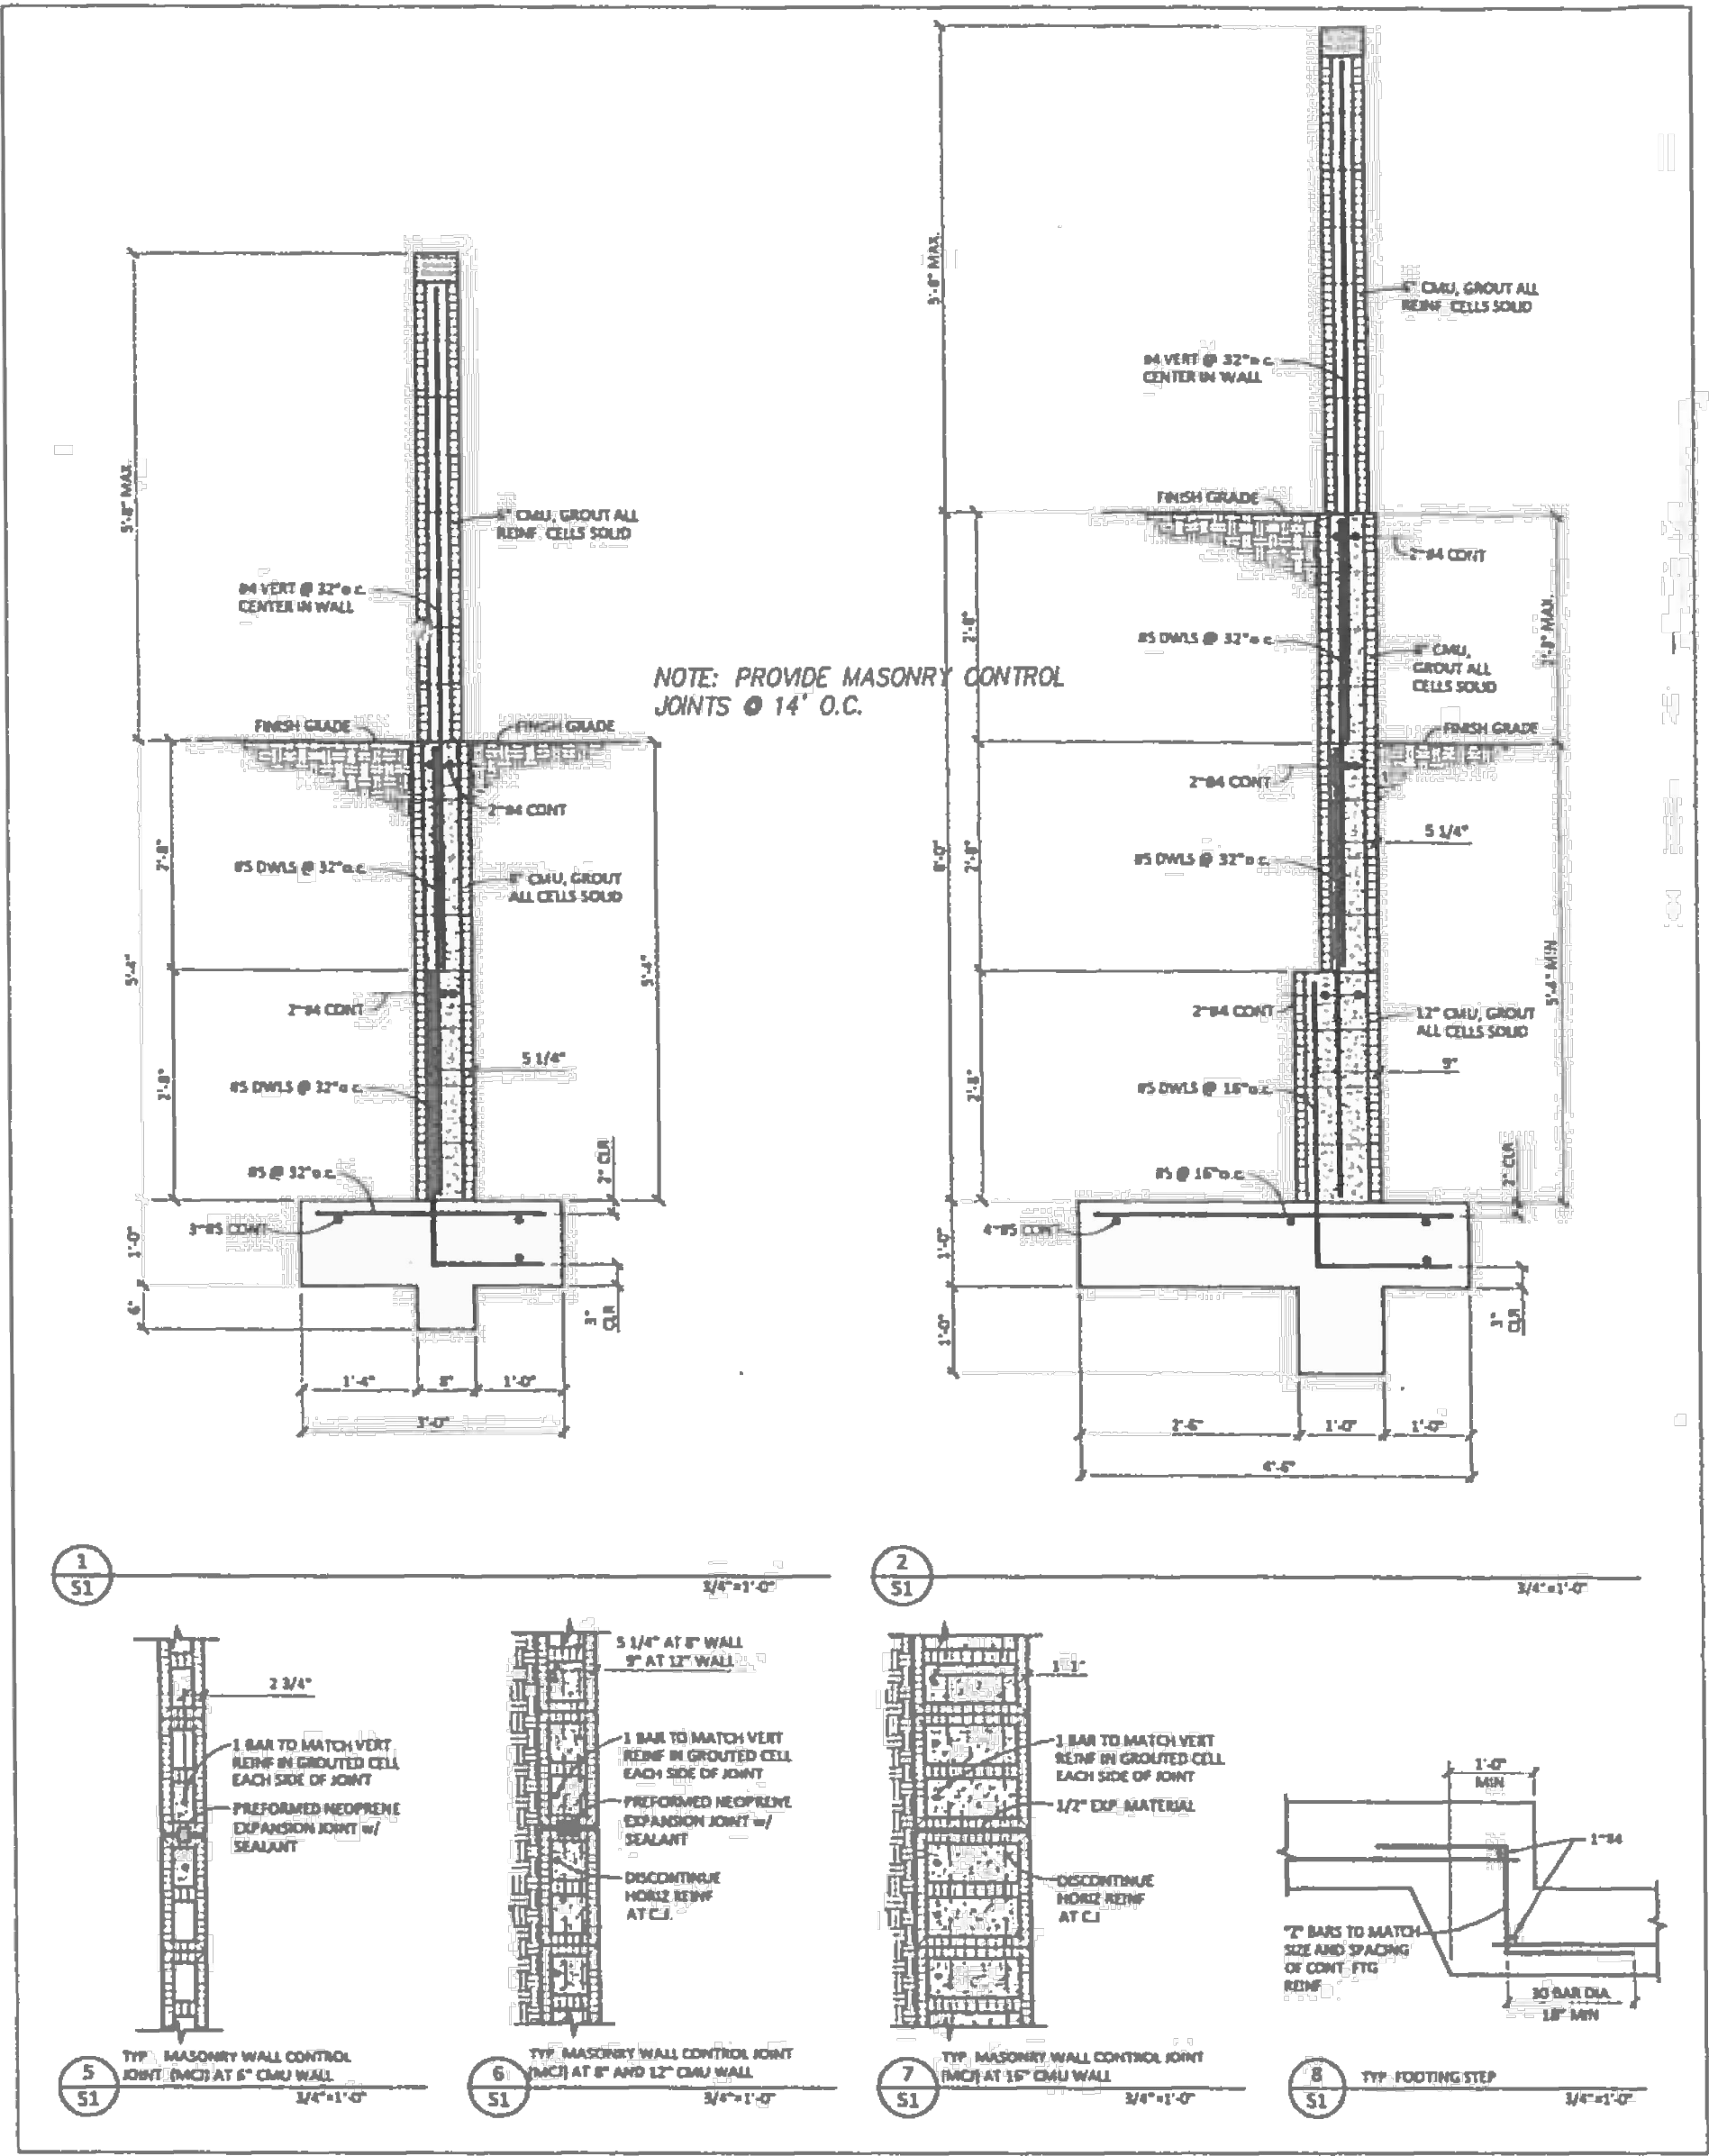 5'-8" MAX.
CMU, GROUT ALL
REINF. CELLS SOLID
#4 VERT @ 32" o.c.
CENTER IN WALL
FINISH GRADE
FINISH GRADE
2~#4 CONT
2'-8"
#5 DWLS @ 32" o.c.
8" CMU, GROUT
ALL CELLS SOLID
5'-4"
5'-4"
2~#4 CONT
5 1/4"
2'-8"
#5 DWLS @ 32" o.c.
2" CLR
#5 @ 32" o.c.
3~#5 CONT
1'-0"
6"
3"
CLR
1'-4"
8"
1'-0"
3'-0"
1
S1
3/4"=1'-0"
NOTE: PROVIDE MASONRY CONTROL
JOINTS @ 14' O.C.
5'-8" MAX.
CMU, GROUT ALL
REINF CELLS SOLID
#4 VERT @ 32" o.c.
CENTER IN WALL
FINISH GRADE
2~#4 CONT
2'-8"
#5 DWLS @ 32" o.c.
8" CMU,
GROUT ALL
CELLS SOLID
MAX.
FINISH GRADE
2~#4 CONT
5 1/4"
8'-0"
2'-8"
#5 DWLS @ 32" o.c.
5'-4" MIN
2~#4 CONT
12" CMU, GROUT
ALL CELLS SOLID
9"
2'-8"
#5 DWLS @ 16" o.c.
2" CLR
#5 @ 16" o.c.
4~#5 CONT
1'-0"
3"
CLR
1'-0"
2'-6"
1'-0"
1'-0"
4'-6"
2
S1
3/4"=1'-0"
2 3/4"
1 BAR TO MATCH VERT
REINF IN GROUTED CELL
EACH SIDE OF JOINT
PREFORMED NEOPRENE
EXPANSION JOINT w/
SEALANT
5
S1
TYP MASONRY WALL CONTROL
JOINT (MCJ) AT 6" CMU WALL
3/4"=1'-0"
5 1/4" AT 8" WALL
9" AT 12" WALL
1 BAR TO MATCH VERT
REINF IN GROUTED CELL
EACH SIDE OF JOINT
PREFORMED NEOPRENE
EXPANSION JOINT w/
SEALANT
DISCONTINUE
HORIZ REINF
AT C.J.
6
S1
TYP MASONRY WALL CONTROL JOINT
(MCJ) AT 8" AND 12" CMU WALL
3/4"=1'-0"
1 BAR TO MATCH VERT
REINF IN GROUTED CELL
EACH SIDE OF JOINT
1/2" EXP MATERIAL
DISCONTINUE
HORIZ REINF
AT C.J
7
S1
TYP MASONRY WALL CONTROL JOINT
(MCJ) AT 16" CMU WALL
3/4"=1'-0"
1'-0"
MIN
1~#4
"Z" BARS TO MATCH
SIZE AND SPACING
OF CONT FTG
REINF
30 BAR DIA
18" MIN
8
S1
TYP FOOTING STEP
3/4"=1'-0"